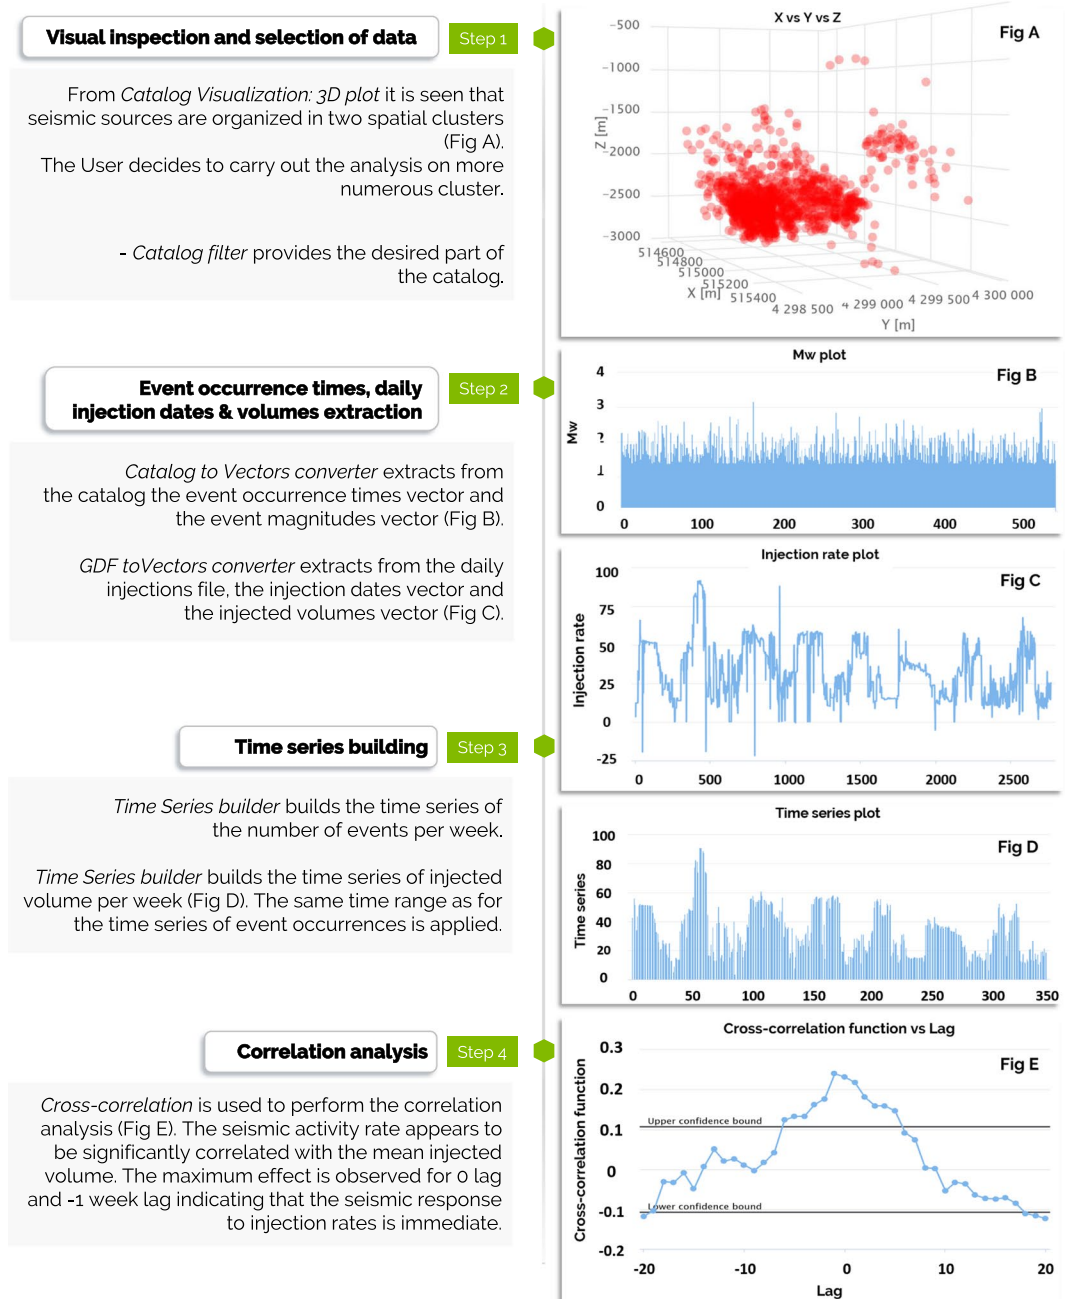 Visual inspection and selection of data
Step 1
From Catalog Visualization: 3D plot it is seen that
seismic sources are organized in two spatial clusters
(Fig A).
The User decides to carry out the analysis on more
numerous cluster.
- Catalog filter provides the desired part of
the catalog.
X vs Y vs Z
Fig A
-500
-1000
-1500
-2000
-2500
-3000
Z [m]
514600
514800
515000
515200
515400
X [m]
4 298 500
4 299 000
4 299 500
4 300 000
Y [m]
Event occurrence times, daily
injection dates & volumes extraction
Step 2
Catalog to Vectors converter extracts from
the catalog the event occurrence times vector and
the event magnitudes vector (Fig B).
GDF toVectors converter extracts from the daily
injections file, the injection dates vector and
the injected volumes vector (Fig C).
Mw plot
Fig B
Mw
4
3
2
1
0
0 100 200 300 400 500
Injection rate plot
Fig C
Injection rate
100
75
50
25
0
-25
0 500 1000 1500 2000 2500
Time series building
Step 3
Time Series builder builds the time series of
the number of events per week.
Time Series builder builds the time series of injected
volume per week (Fig D). The same time range as for
the time series of event occurrences is applied.
Time series plot
Fig D
Time series
100
80
60
40
20
0
0 50 100 150 200 250 300 350
Correlation analysis
Step 4
Cross-correlation is used to perform the correlation
analysis (Fig E). The seismic activity rate appears to
be significantly correlated with the mean injected
volume. The maximum effect is observed for 0 lag
and -1 week lag indicating that the seismic response
to injection rates is immediate.
Cross-correlation function vs Lag
Fig E
Cross-correlation function
0.3
0.2
0.1
0
-0.1
-0.2
Upper confidence bound
Lower confidence bound
-20 -10 0 10 20
Lag